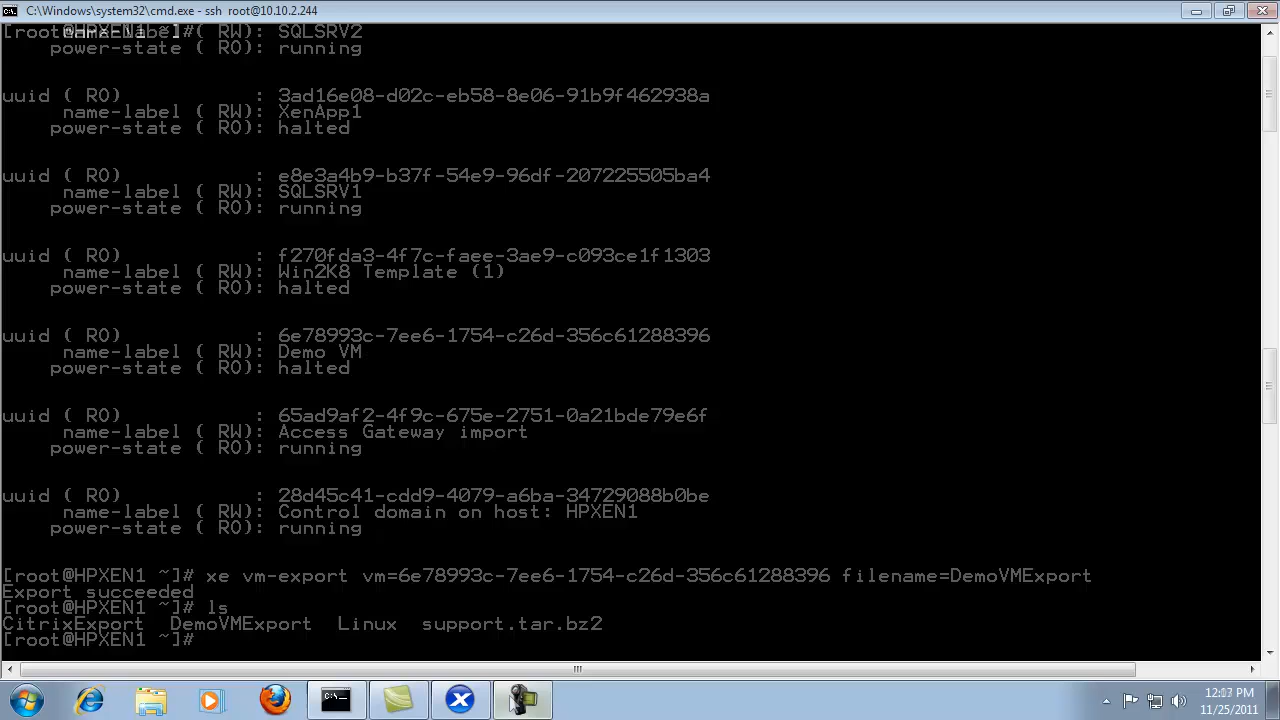 C:\Windows\system32\cmd.exe - ssh root@10.10.2.244
[root@HPXEN1 ~]# ( RW): SQLSRV2
power-state ( RO): running
uuid ( RO) : 3ad16e08-d02c-eb58-8e06-91b9f462938a
name-label ( RW): XenApp1
power-state ( RO): halted
uuid ( RO) : e8e3a4b9-b37f-54e9-96df-207225505ba4
name-label ( RW): SQLSRV1
power-state ( RO): running
uuid ( RO) : f270fda3-4f7c-faee-3ae9-c093ce1f1303
name-label ( RW): Win2K8 Template (1)
power-state ( RO): halted
uuid ( RO) : 6e78993c-7ee6-1754-c26d-356c61288396
name-label ( RW): Demo VM
power-state ( RO): halted
uuid ( RO) : 65ad9af2-4f9c-675e-2751-0a21bde79e6f
name-label ( RW): Access Gateway import
power-state ( RO): running
uuid ( RO) : 28d45c41-cdd9-4079-a6ba-34729088b0be
name-label ( RW): Control domain on host: HPXEN1
power-state ( RO): running
[root@HPXEN1 ~]# xe vm-export vm=6e78993c-7ee6-1754-c26d-356c61288396 filename=DemoVMExport
Export succeeded
[root@HPXEN1 ~]# ls
CitrixExport DemoVMExport Linux support.tar.bz2
[root@HPXEN1 ~]#
PM
11/25/2011